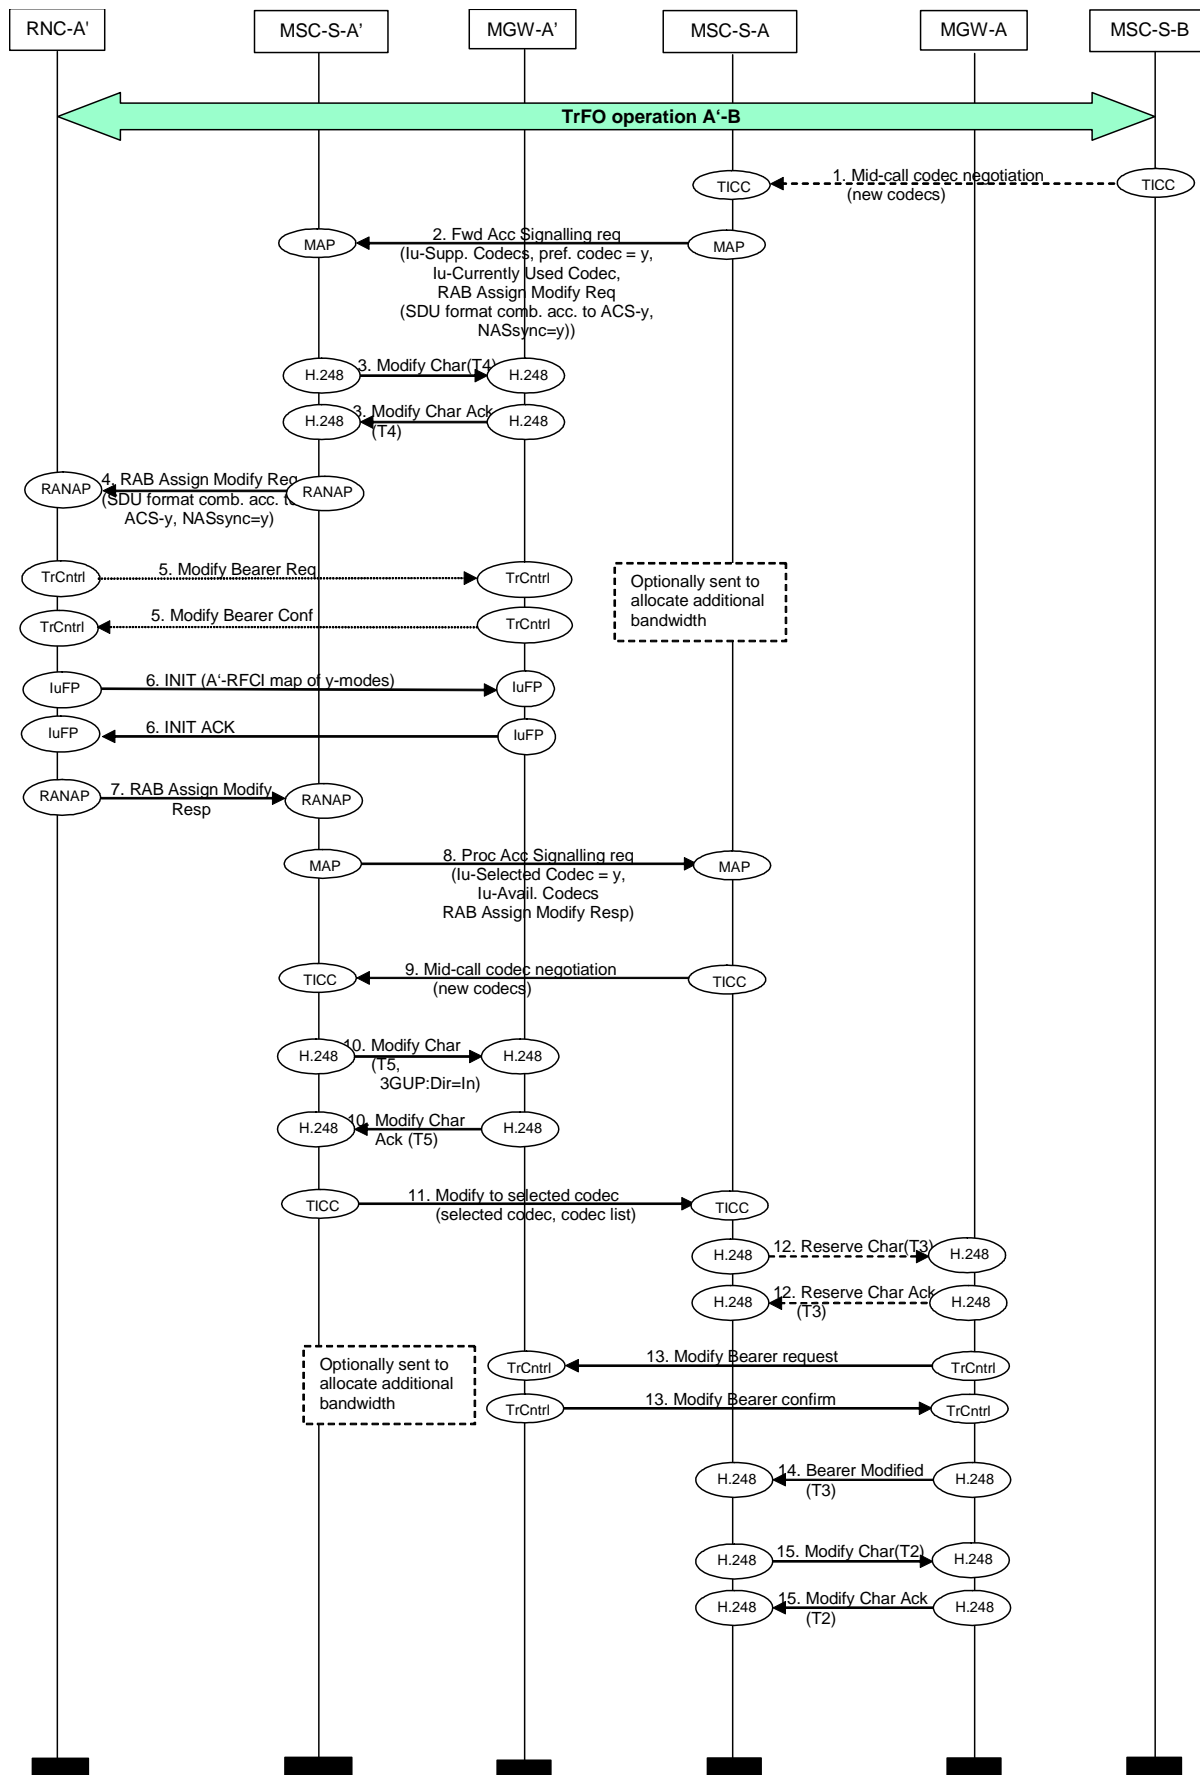 RNC-A'
MSC-S-A’
MGW-A’
MSC-S-A
MGW-A
MSC-S-B
TrFO operation A‘-B
TICC
1. Mid-call codec negotiation
(new codecs)
TICC
MAP
2. Fwd Acc Signalling req
(Iu-Supp. Codecs, pref. codec = y,
Iu-Currently Used Codec,
RAB Assign Modify Req
(SDU format comb. acc. to ACS-y,
NASsync=y))
MAP
H.248
3. Modify Char(T4)
H.248
H.248
3. Modify Char Ack
(T4)
H.248
RANAP
4. RAB Assign Modify Req
(SDU format comb. acc. to
ACS-y, NASsync=y)
RANAP
TrCntrl
5. Modify Bearer Req
TrCntrl
Optionally sent to
allocate additional
bandwidth
TrCntrl
5. Modify Bearer Conf
TrCntrl
IuFP
6. INIT (A‘-RFCI map of y-modes)
IuFP
IuFP
6. INIT ACK
IuFP
RANAP
7. RAB Assign Modify
Resp
RANAP
MAP
8. Proc Acc Signalling req
(Iu-Selected Codec = y,
Iu-Avail. Codecs
RAB Assign Modify Resp)
MAP
TICC
9. Mid-call codec negotiation
(new codecs)
TICC
H.248
10. Modify Char
(T5,
3GUP:Dir=In)
H.248
H.248
10. Modify Char
Ack (T5)
H.248
TICC
11. Modify to selected codec
(selected codec, codec list)
TICC
H.248
12. Reserve Char(T3)
H.248
H.248
12. Reserve Char Ack
(T3)
H.248
Optionally sent to
allocate additional
bandwidth
TrCntrl
13. Modify Bearer request
TrCntrl
TrCntrl
13. Modify Bearer confirm
TrCntrl
H.248
14. Bearer Modified
(T3)
H.248
H.248
15. Modify Char(T2)
H.248
H.248
15. Modify Char Ack
(T2)
H.248